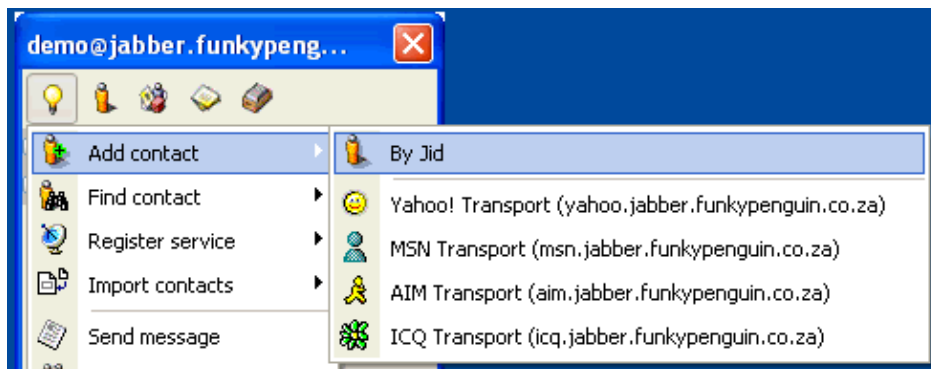 demo@jabber.funkypeng...
Add contact
By Jid
Find contact
Yahoo! Transport (yahoo.jabber.funkypenguin.co.za)
Register service
MSN Transport (msn.jabber.funkypenguin.co.za)
Import contacts
AIM Transport (aim.jabber.funkypenguin.co.za)
Send message
ICQ Transport (icq.jabber.funkypenguin.co.za)